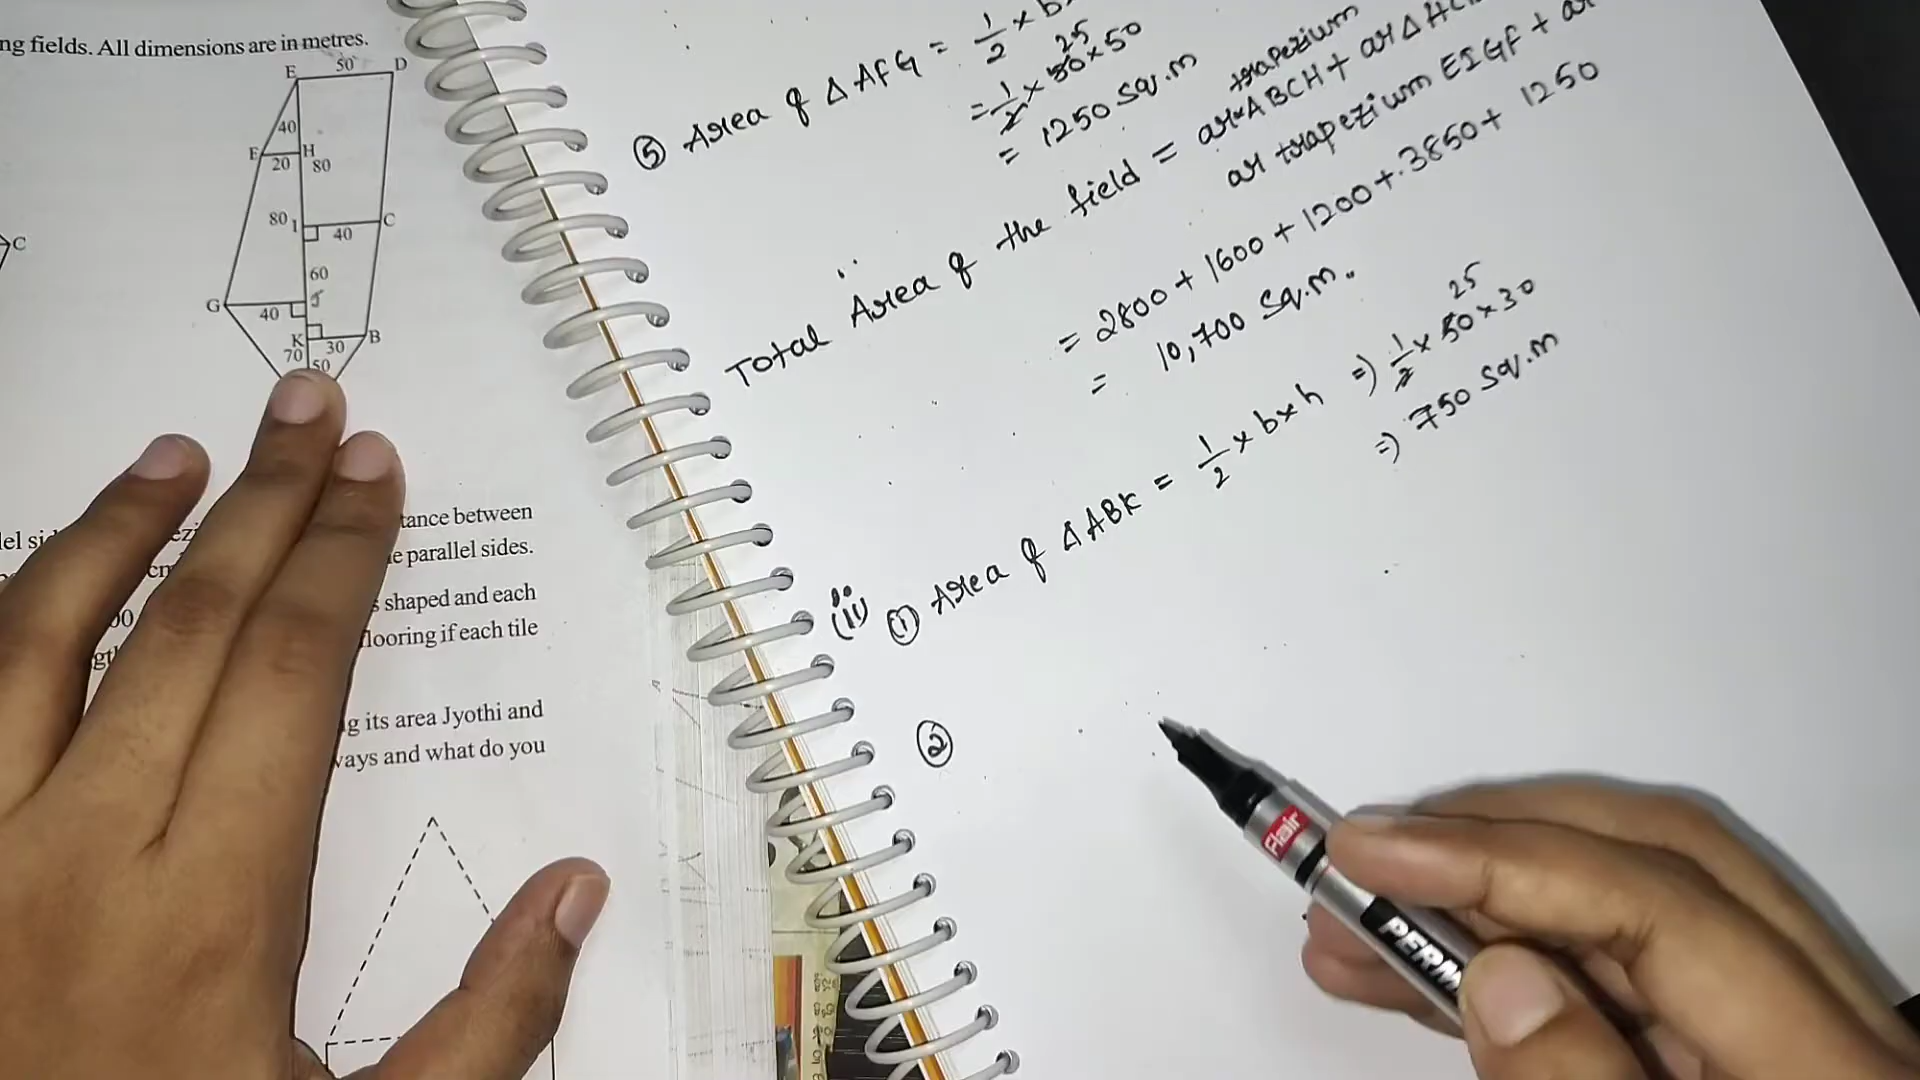 ng fields. All dimensions are in metres.
E 50 D
40
E H
20 80
80 I C
40
60
G J
40
K B
70 30
50
C
tance between
e parallel sides.
shaped and each
flooring if each tile
g its area Jyothi and
ways and what do you
⑤ Area of Δ AFG = 1/2 × b
= 1/2 × 50 × 50
25
= 1250 sq.m
trapezium
Total Area of the field = ar ABCH + ar Δ HC
ar trapezium EIGF +
= 2800 + 1600 + 1200 + 3850 + 1250
= 10,700 sq.m.
(ii) ① Area of ΔABK = 1/2 × b × h ⇒ 1/2 × 50 × 30
25
⇒ 750 sq.m
②
Flair
PERM